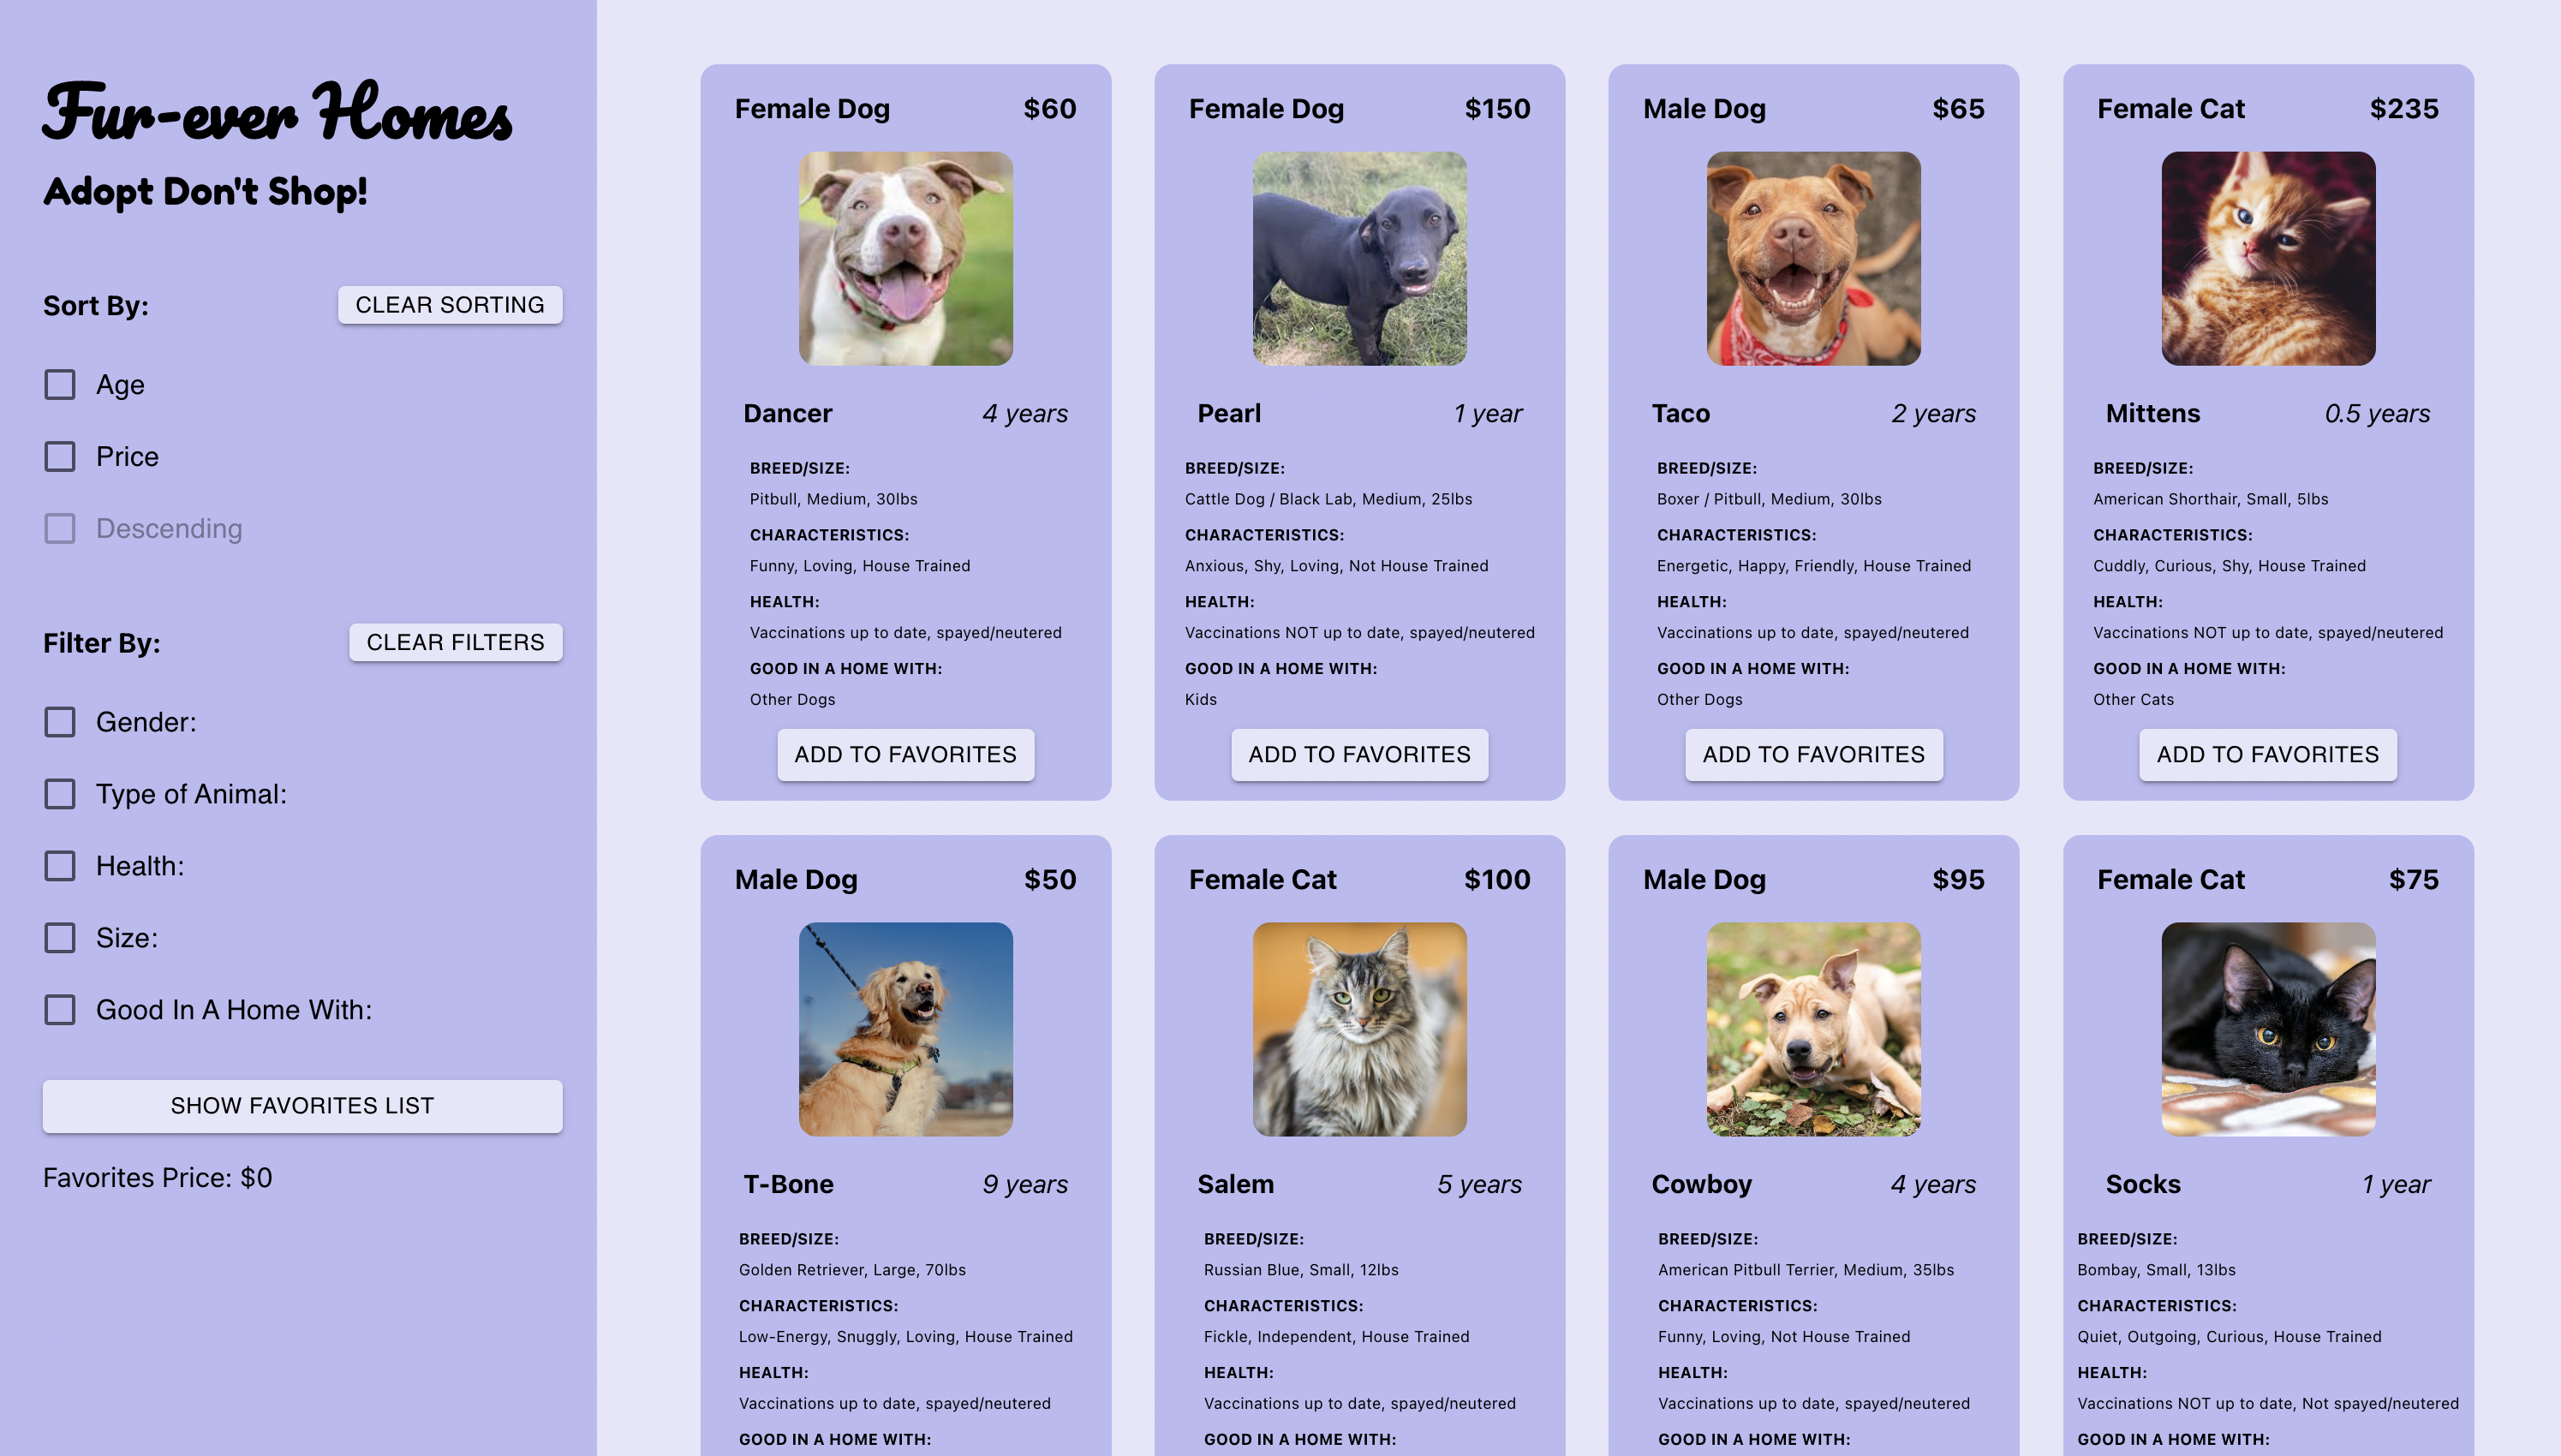 Fur-ever Homes
Adopt Don't Shop!
Sort By:
CLEAR SORTING
Age
Price
Descending
Filter By:
CLEAR FILTERS
Gender:
Type of Animal:
Health:
Size:
Good In A Home With:
SHOW FAVORITES LIST
Favorites Price: $0
Female Dog $60
Dancer 4 years
BREED/SIZE:
Pitbull, Medium, 30lbs
CHARACTERISTICS:
Funny, Loving, House Trained
HEALTH:
Vaccinations up to date, spayed/neutered
GOOD IN A HOME WITH:
Other Dogs
ADD TO FAVORITES
Female Dog $150
Pearl 1 year
BREED/SIZE:
Cattle Dog / Black Lab, Medium, 25lbs
CHARACTERISTICS:
Anxious, Shy, Loving, Not House Trained
HEALTH:
Vaccinations NOT up to date, spayed/neutered
GOOD IN A HOME WITH:
Kids
ADD TO FAVORITES
Male Dog $65
Taco 2 years
BREED/SIZE:
Boxer / Pitbull, Medium, 30lbs
CHARACTERISTICS:
Energetic, Happy, Friendly, House Trained
HEALTH:
Vaccinations up to date, spayed/neutered
GOOD IN A HOME WITH:
Other Dogs
ADD TO FAVORITES
Female Cat $235
Mittens 0.5 years
BREED/SIZE:
American Shorthair, Small, 5lbs
CHARACTERISTICS:
Cuddly, Curious, Shy, House Trained
HEALTH:
Vaccinations NOT up to date, spayed/neutered
GOOD IN A HOME WITH:
Other Cats
ADD TO FAVORITES
Male Dog $50
T-Bone 9 years
BREED/SIZE:
Golden Retriever, Large, 70lbs
CHARACTERISTICS:
Low-Energy, Snuggly, Loving, House Trained
HEALTH:
Vaccinations up to date, spayed/neutered
GOOD IN A HOME WITH:
Female Cat $100
Salem 5 years
BREED/SIZE:
Russian Blue, Small, 12lbs
CHARACTERISTICS:
Fickle, Independent, House Trained
HEALTH:
Vaccinations up to date, spayed/neutered
GOOD IN A HOME WITH:
Male Dog $95
Cowboy 4 years
BREED/SIZE:
American Pitbull Terrier, Medium, 35lbs
CHARACTERISTICS:
Funny, Loving, Not House Trained
HEALTH:
Vaccinations up to date, spayed/neutered
GOOD IN A HOME WITH:
Female Cat $75
Socks 1 year
BREED/SIZE:
Bombay, Small, 13lbs
CHARACTERISTICS:
Quiet, Outgoing, Curious, House Trained
HEALTH:
Vaccinations NOT up to date, Not spayed/neutered
GOOD IN A HOME WITH: